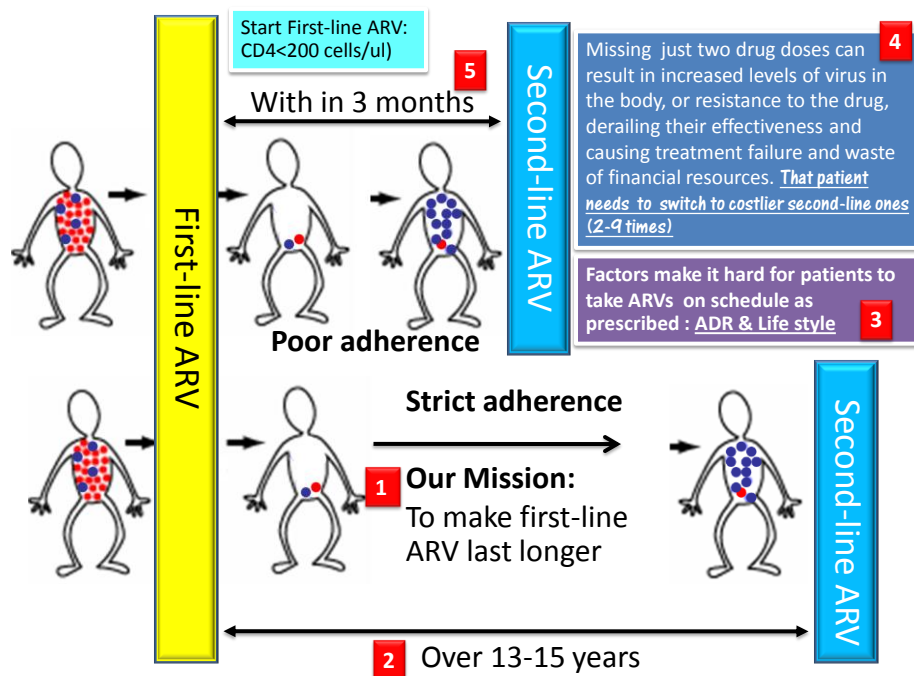 Start First-line ARV:
CD4<200 cells/ul)
5
With in 3 months
First-line ARV
Second-line ARV
4
Missing just two drug doses can
result in increased levels of virus in
the body, or resistance to the drug,
derailing their effectiveness and
causing treatment failure and waste
of financial resources. That patient
needs to switch to costlier second-line ones
(2-9 times)
Factors make it hard for patients to
take ARVs on schedule as
prescribed : ADR & Life style
3
Poor adherence
Strict adherence
1
Our Mission:
To make first-line
ARV last longer
Second-line ARV
2
Over 13-15 years